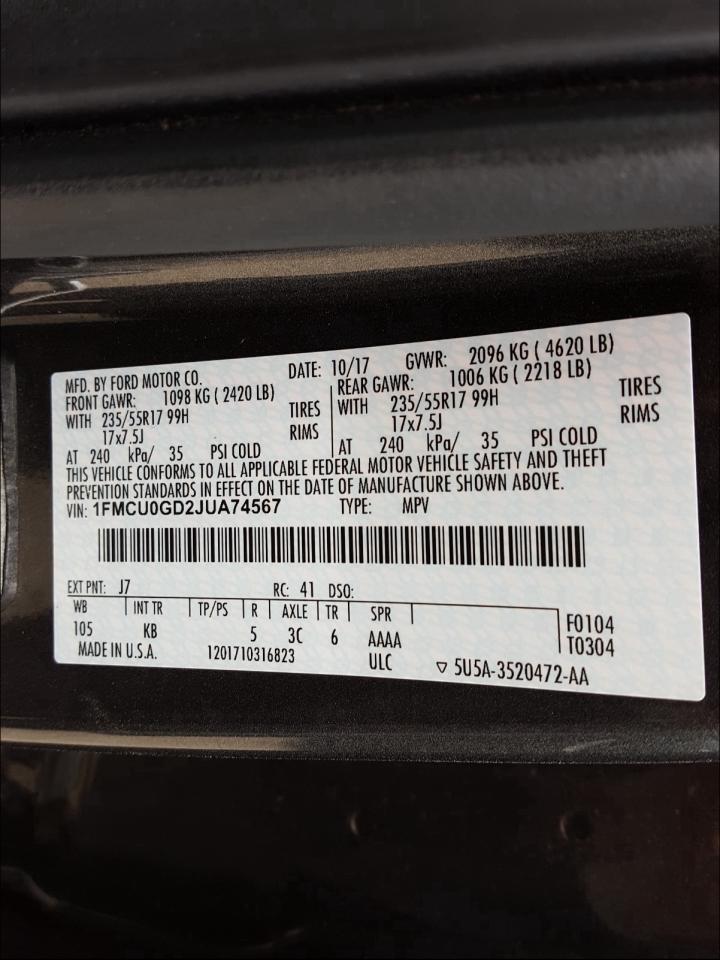 MFD. BY FORD MOTOR CO. DATE: 10/17 GVWR: 2096 KG ( 4620 LB)
FRONT GAWR: 1098 KG ( 2420 LB) REAR GAWR: 1006 KG ( 2218 LB)
WITH 235/55R17 99H TIRES WITH 235/55R17 99H TIRES
17x7.5J RIMS 17x7.5J RIMS
AT 240 kPa/ 35 PSI COLD AT 240 kPa/ 35 PSI COLD
THIS VEHICLE CONFORMS TO ALL APPLICABLE FEDERAL MOTOR VEHICLE SAFETY AND THEFT
PREVENTION STANDARDS IN EFFECT ON THE DATE OF MANUFACTURE SHOWN ABOVE.
VIN: 1FMCU0GD2JUA74567 TYPE: MPV
EXT PNT: J7 RC: 41 DSO:
WB INT TR TP/PS R AXLE TR SPR F0104
105 KB 5 3C 6 AAAA T0304
MADE IN U.S.A. 1201710316823 ULC ▽ 5U5A-3520472-AA